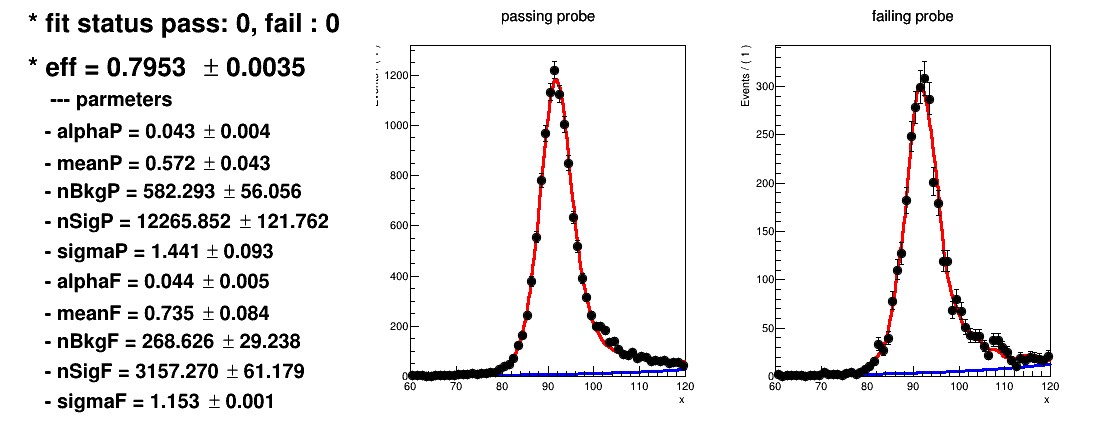 * fit status pass: 0, fail : 0
* eff = 0.7953 ± 0.0035
--- parmeters
- alphaP = 0.043 ± 0.004
- meanP = 0.572 ± 0.043
- nBkgP = 582.293 ± 56.056
- nSigP = 12265.852 ± 121.762
- sigmaP = 1.441 ± 0.093
- alphaF = 0.044 ± 0.005
- meanF = 0.735 ± 0.084
- nBkgF = 268.626 ± 29.238
- nSigF = 3157.270 ± 61.179
- sigmaF = 1.153 ± 0.001
passing probe
1200
1000
800
600
400
200
0
60 70 80 90 100 110 120
x
failing probe
Events / ( 1 )
300
250
200
150
100
50
0
60 70 80 90 100 110 120
x